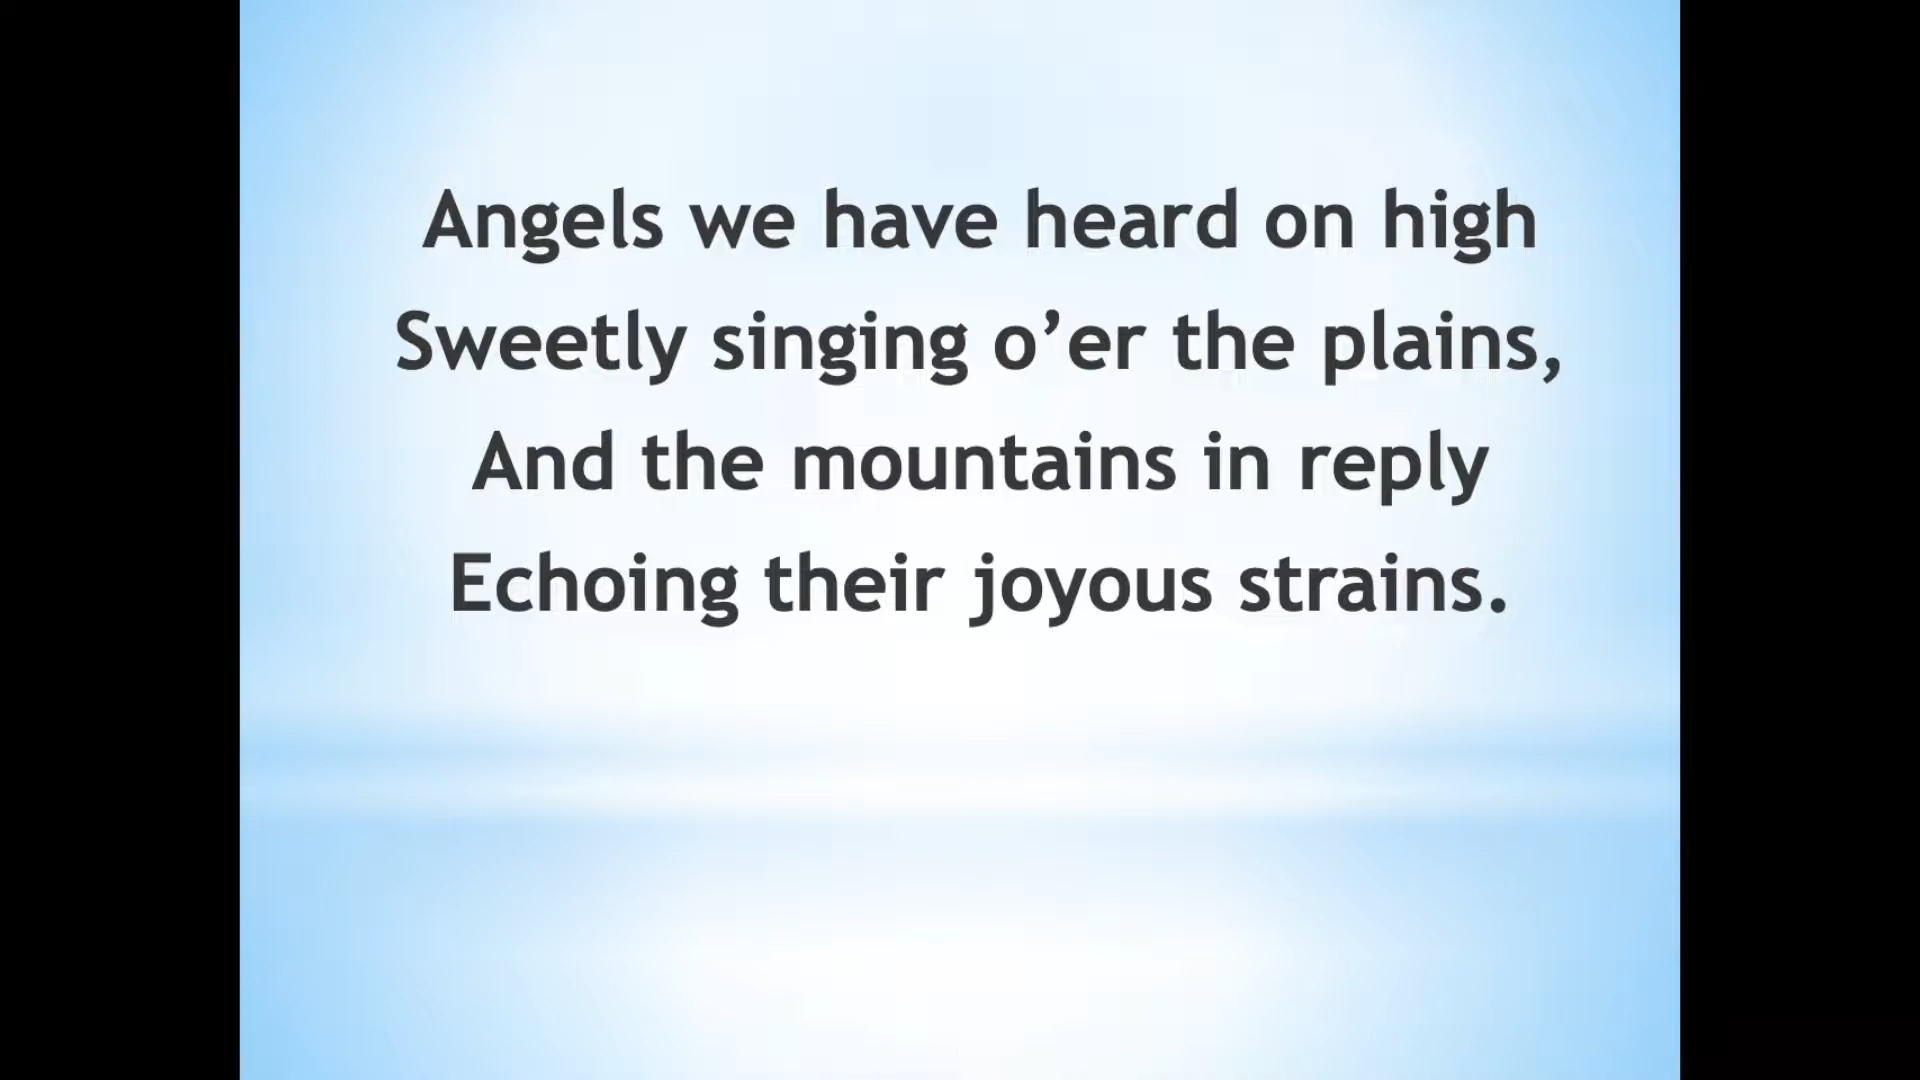 Angels we have heard on high
Sweetly singing o’er the plains,
And the mountains in reply
Echoing their joyous strains.